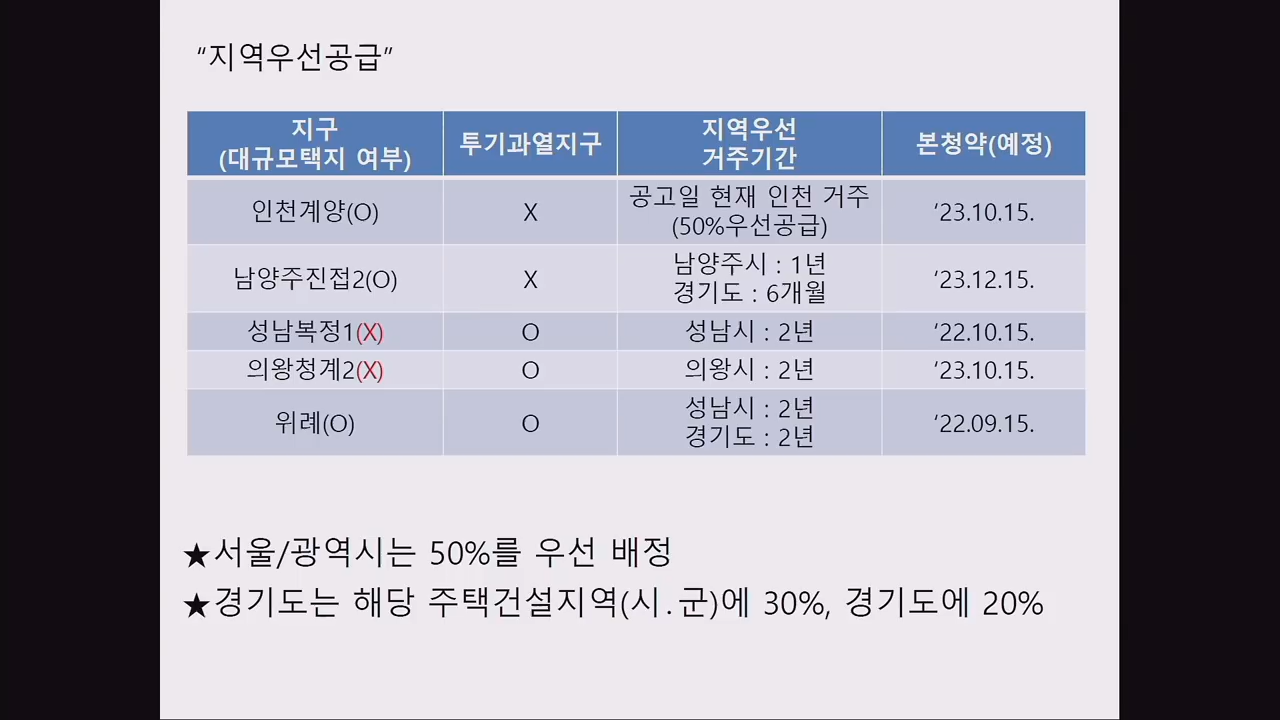 “지역우선공급”
지구
(대규모택지 여부)
투기과열지구
지역우선
거주기간
본청약(예정)
인천계양(O)
X
공고일 현재 인천 거주
(50%우선공급)
‘23.10.15.
남양주진접2(O)
X
남양주시 : 1년
경기도 : 6개월
‘23.12.15.
성남복정1(X)
O
성남시 : 2년
‘22.10.15.
의왕청계2(X)
O
의왕시 : 2년
‘23.10.15.
위례(O)
O
성남시 : 2년
경기도 : 2년
‘22.09.15.
★서울/광역시는 50%를 우선 배정
★경기도는 해당 주택건설지역(시.군)에 30%, 경기도에 20%